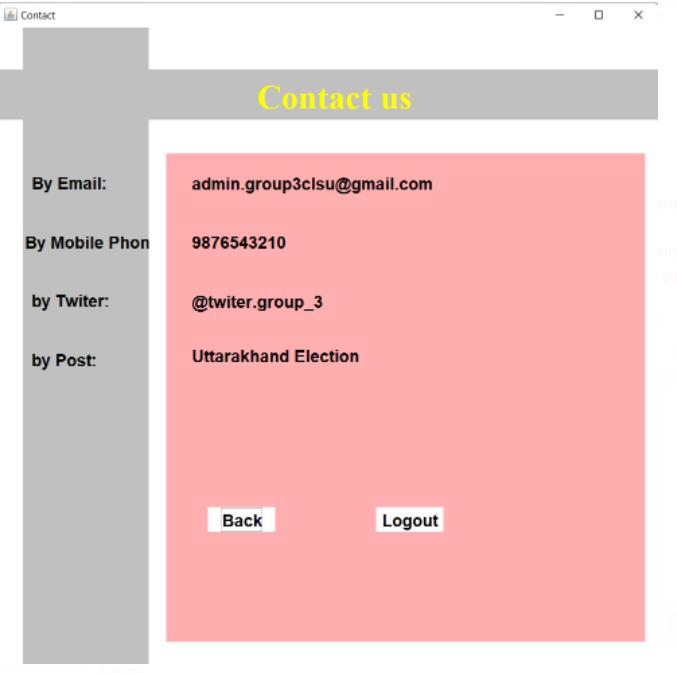 Contact
Contact us
By Email: admin.group3clsu@gmail.com
By Mobile Phon 9876543210
by Twiter: @twiter.group_3
by Post: Uttarakhand Election
Back Logout